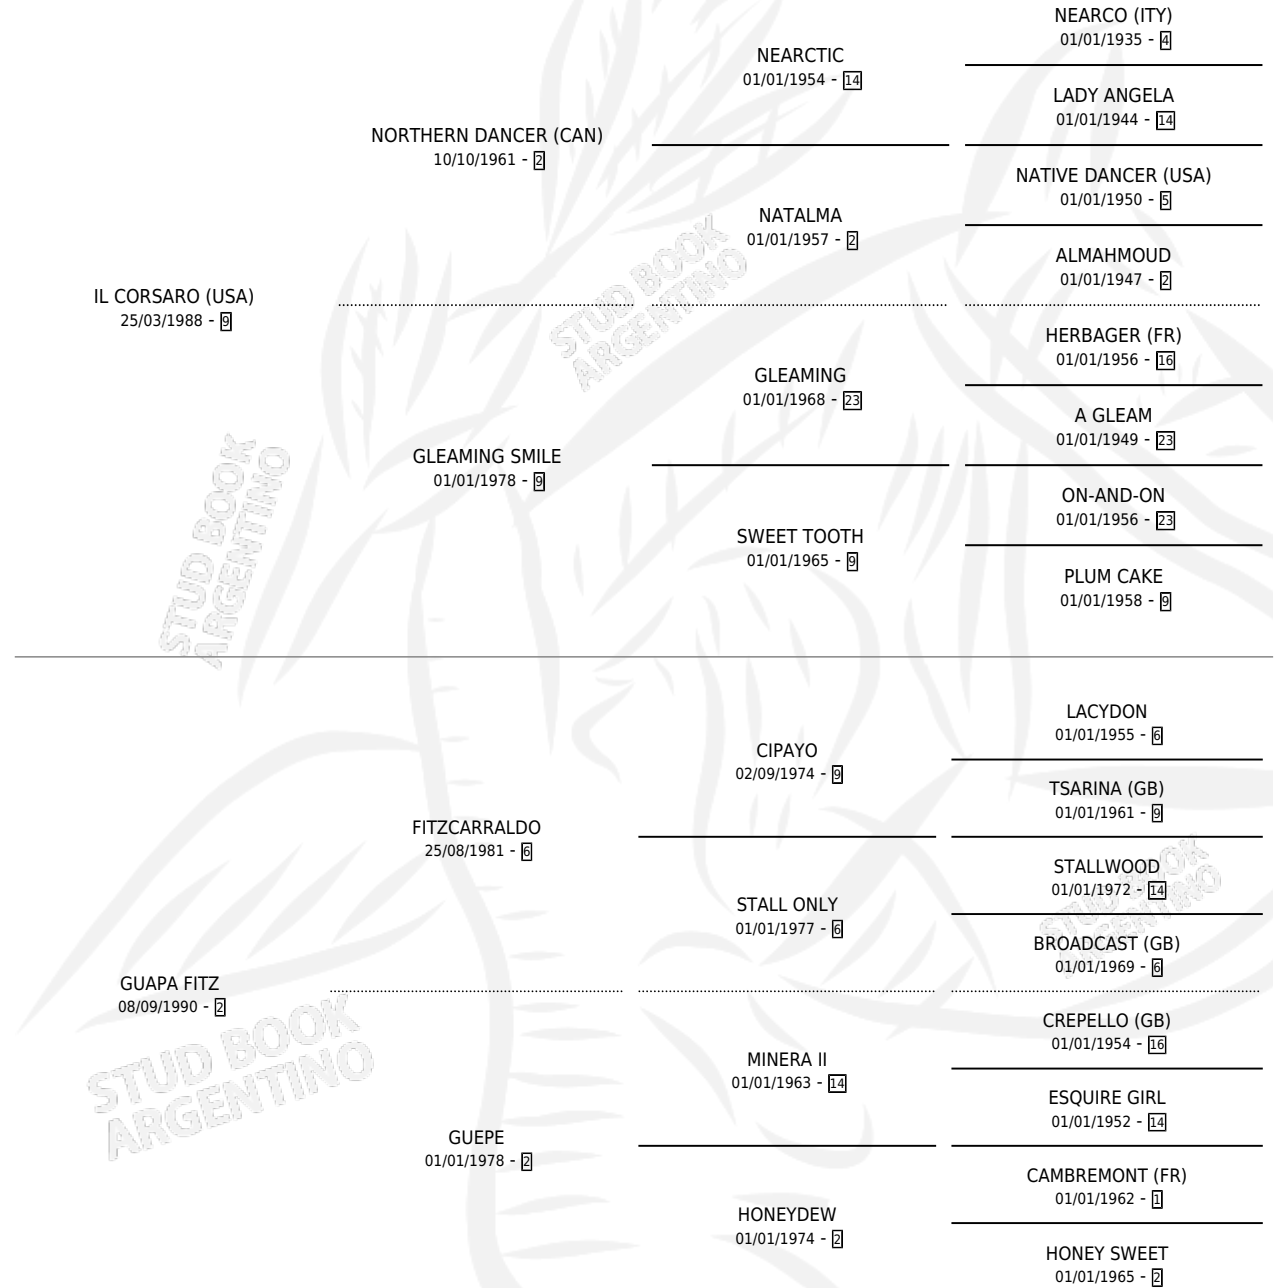 NEARCO (ITY)
01/01/1935 - 4
NEARCTIC
01/01/1954 - 14
LADY ANGELA
01/01/1944 - 14
NORTHERN DANCER (CAN)
10/10/1961 - 2
NATIVE DANCER (USA)
01/01/1950 - 5
NATALMA
01/01/1957 - 2
ALMAHMOUD
01/01/1947 - 2
IL CORSARO (USA)
25/03/1988 - 9
STUD BOOK
ARGENTINO
HERBAGER (FR)
01/01/1956 - 16
GLEAMING
01/01/1968 - 23
A GLEAM
01/01/1949 - 23
GLEAMING SMILE
01/01/1978 - 9
ON-AND-ON
01/01/1956 - 23
SWEET TOOTH
01/01/1965 - 9
PLUM CAKE
01/01/1958 - 9
STUD BOOK
ARGENTINO
LACYDON
01/01/1955 - 6
CIPAYO
02/09/1974 - 9
TSARINA (GB)
01/01/1961 - 9
FITZCARRALDO
25/08/1981 - 6
STALLWOOD
01/01/1972 - 14
STALL ONLY
01/01/1977 - 6
BROADCAST (GB)
01/01/1969 - 6
STUD BOOK
ARGENTINO
GUAPA FITZ
08/09/1990 - 2
CREPELLO (GB)
01/01/1954 - 16
MINERA II
01/01/1963 - 14
ESQUIRE GIRL
01/01/1952 - 14
STUD BOOK
ARGENTINO
GUEPE
01/01/1978 - 2
CAMBREMONT (FR)
01/01/1962 - 1
HONEYDEW
01/01/1974 - 2
HONEY SWEET
01/01/1965 - 2